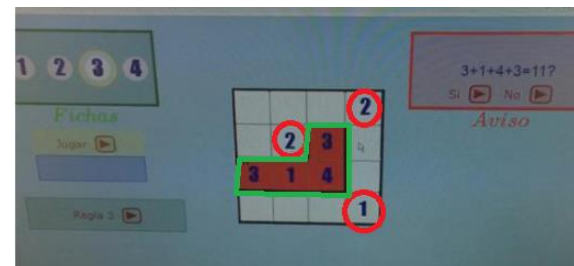 1 2 3 4
Fichas
Jugar
Regla 3
2
2 3
3 1 4
1
3+1+4+3=11?
Si No
Aviso